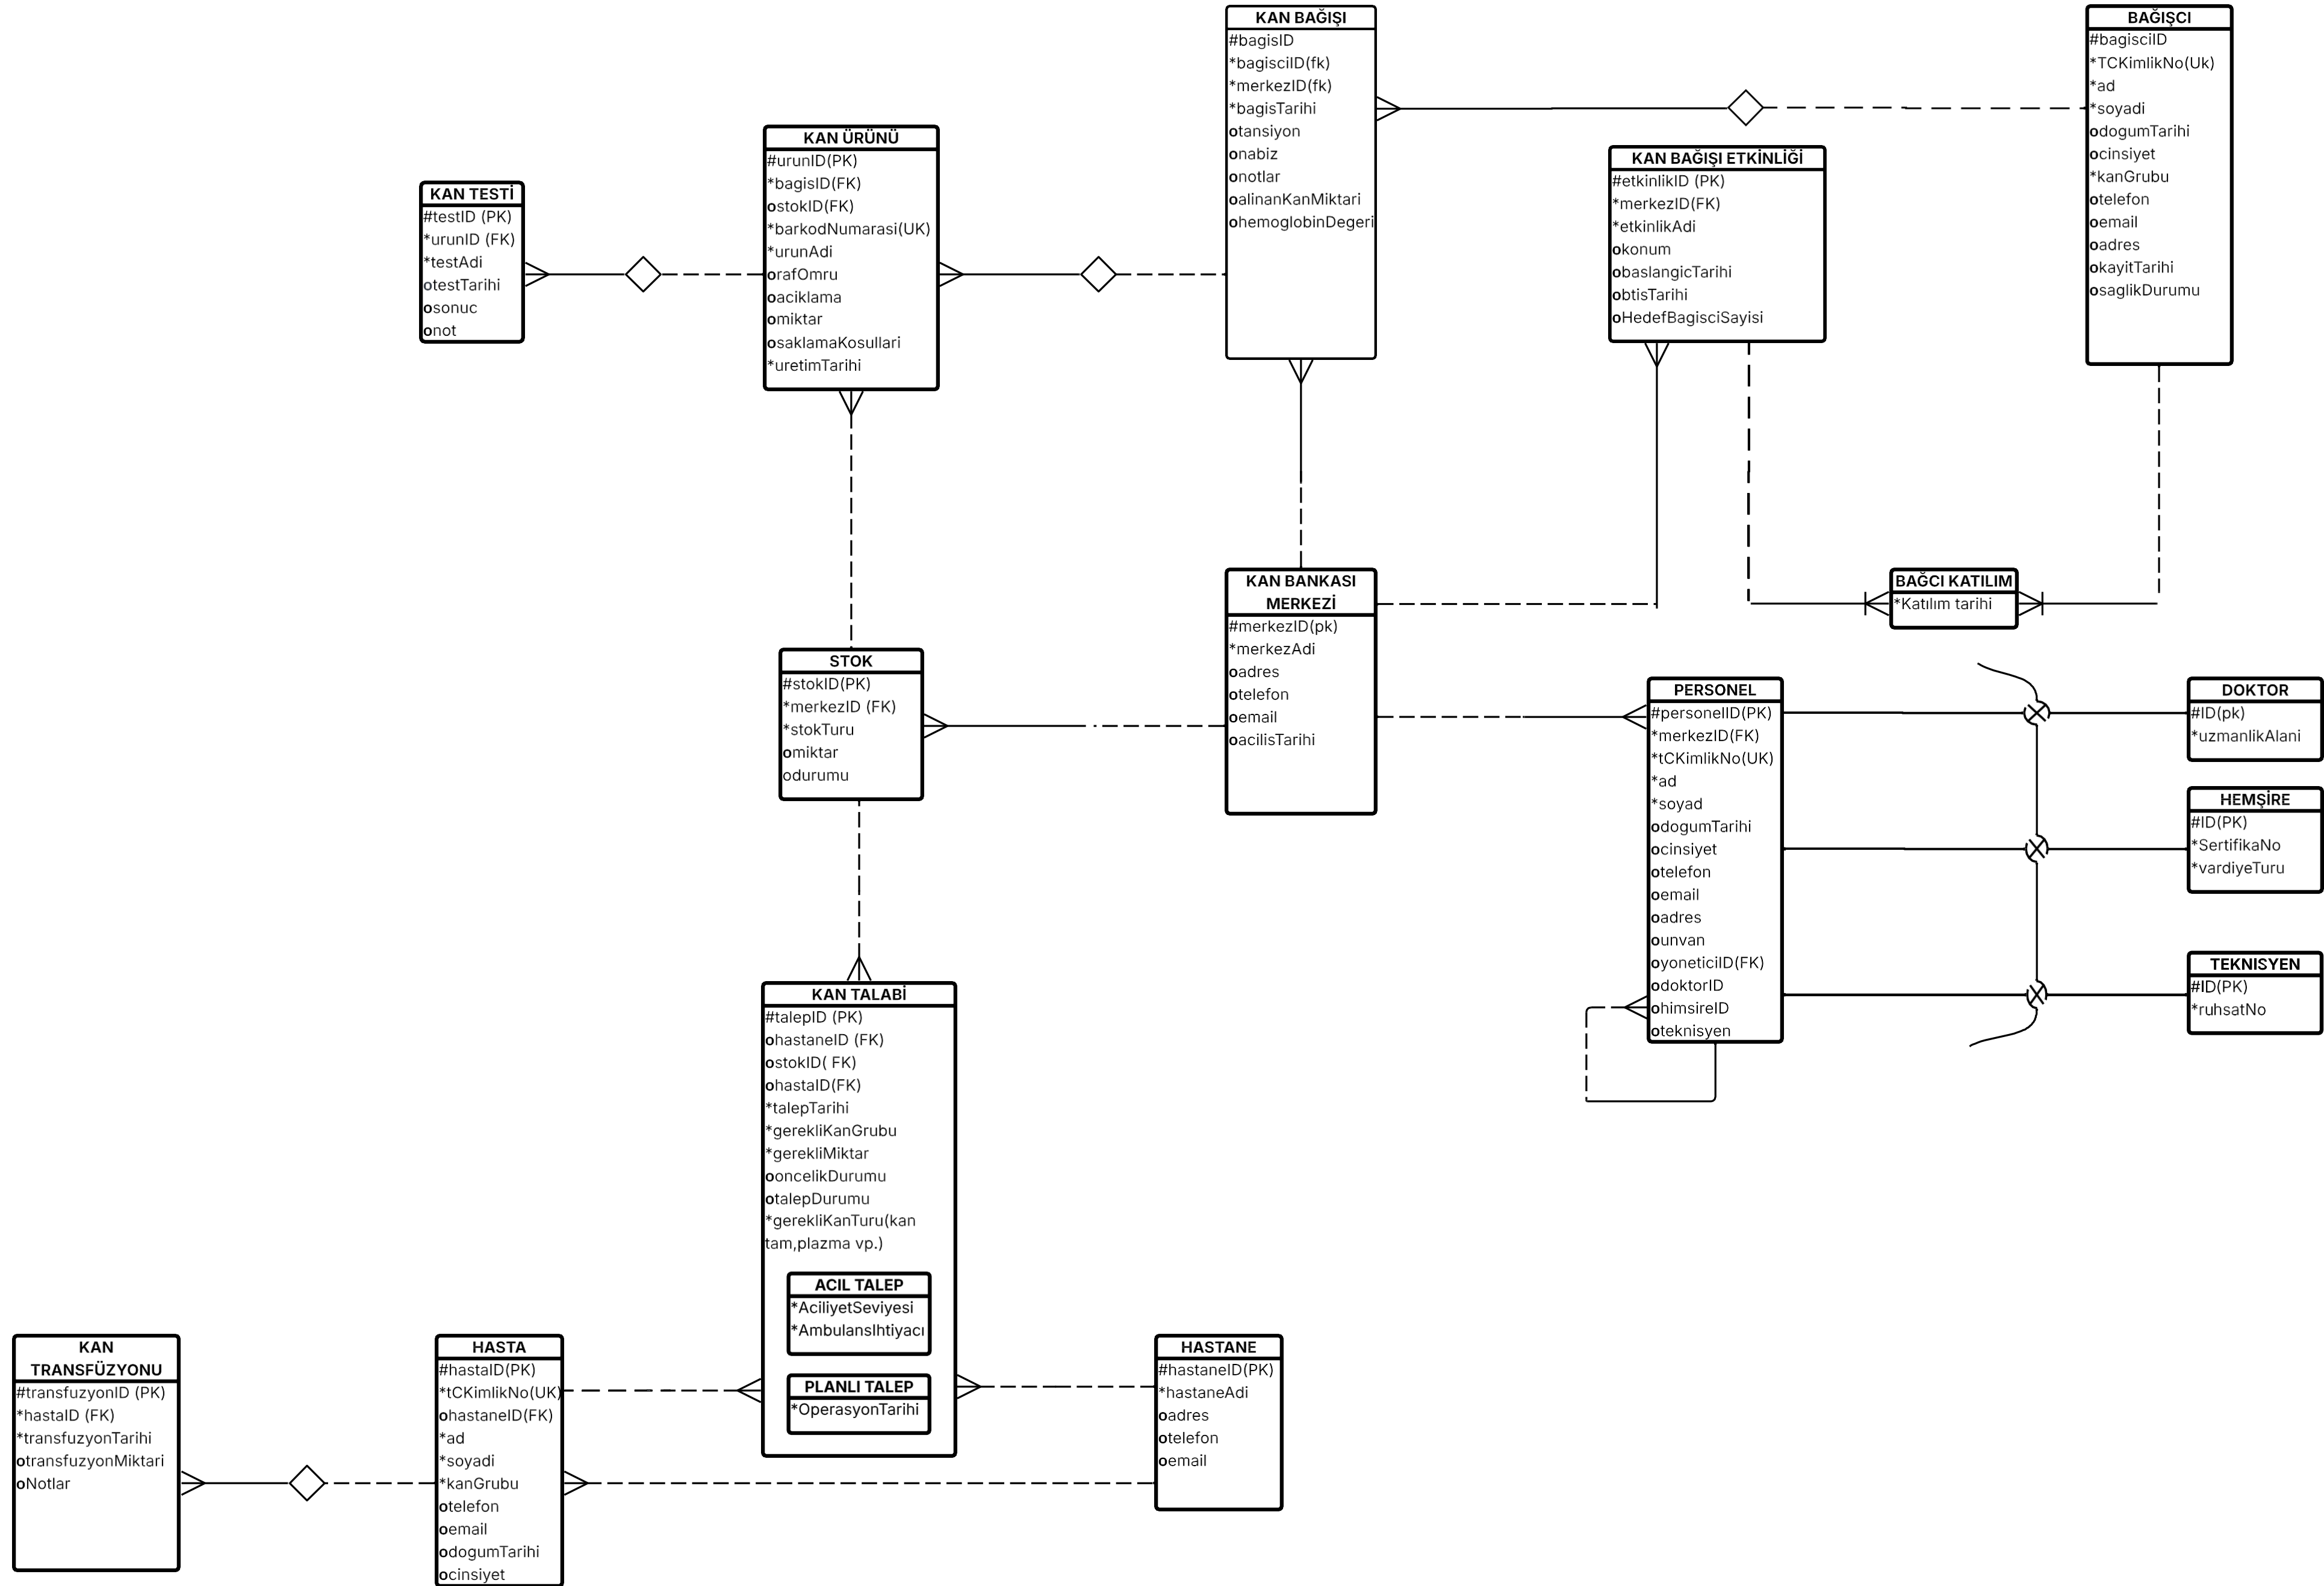 KAN BAĞIŞI
#bagisID
*bagisciID(fk)
*merkezID(fk)
*bagisTarihi
otansiyon
onabiz
onotlar
oalinanKanMiktari
ohemoglobinDegeri
BAĞIŞCI
#bagisciID
*TCKimlikNo(Uk)
*ad
*soyadi
odogumTarihi
ocinsiyet
*kanGrubu
otelefon
oemail
oadres
okayitTarihi
osaglikDurumu
KAN ÜRÜNÜ
#urunID(PK)
*bagisID(FK)
ostokID(FK)
*barkodNumarasi(UK)
*urunAdi
orafOmru
oaciklama
omiktar
osaklamaKosullari
*uretimTarihi
KAN BAĞIŞI ETKİNLİĞİ
#etkinlikID (PK)
*merkezID(FK)
*etkinlikAdi
okonum
obaslangicTarihi
obtisTarihi
oHedefBagisciSayisi
KAN TESTİ
#testID (PK)
*urunID (FK)
*testAdi
otestTarihi
osonuc
onot
KAN BANKASI
MERKEZİ
#merkezID(pk)
*merkezAdi
oadres
otelefon
oemail
oacilisTarihi
BAĞCI KATILIM
*Katılım tarihi
STOK
#stokID(PK)
*merkezID (FK)
*stokTuru
omiktar
odurumu
PERSONEL
#personelID(PK)
*merkezID(FK)
*tCKimlikNo(UK)
*ad
*soyad
odogumTarihi
ocinsiyet
otelefon
oemail
oadres
ounvan
oyoneticiID(FK)
odoktorID
ohimsireID
oteknisyen
DOKTOR
#ID(pk)
*uzmanlikAlani
HEMŞİRE
#ID(PK)
*SertifikaNo
*vardiyeTuru
TEKNISYEN
#ID(PK)
*ruhsatNo
KAN TALABİ
#talepID (PK)
ohastaneID (FK)
ostokID( FK)
ohastaID(FK)
*talepTarihi
*gerekliKanGrubu
*gerekliMiktar
ooncelikDurumu
otalepDurumu
*gerekliKanTuru(kan
tam,plazma vp.)
ACIL TALEP
*AciliyetSeviyesi
*AmbulansIhtiyacı
PLANLI TALEP
*OperasyonTarihi
KAN
TRANSFÜZYONU
#transfuzyonID (PK)
*hastaID (FK)
*transfuzyonTarihi
otransfuzyonMiktari
oNotlar
HASTA
#hastaID(PK)
*tCKimlikNo(UK)
ohastaneID(FK)
*ad
*soyadi
*kanGrubu
otelefon
oemail
odogumTarihi
ocinsiyet
HASTANE
#hastaneID(PK)
*hastaneAdi
oadres
otelefon
oemail